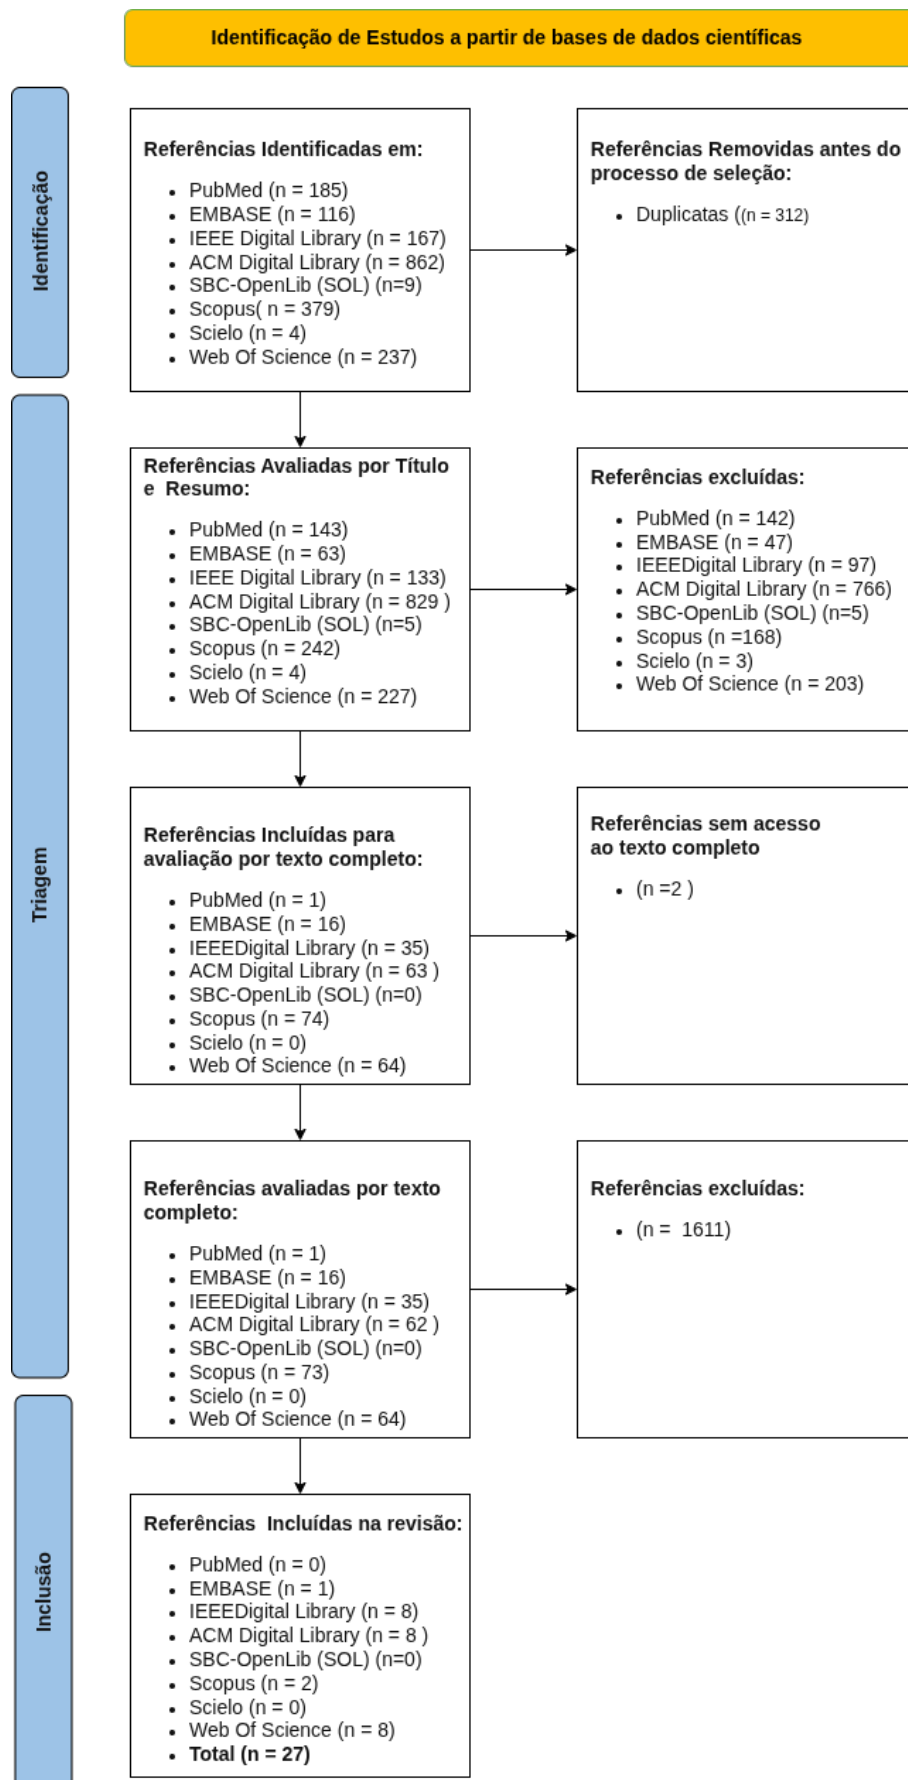 Identificação de Estudos a partir de bases de dados científicas
Identificação
Referências Identificadas em:
PubMed (n = 185)
EMBASE (n = 116)
IEEE Digital Library (n = 167)
ACM Digital Library (n = 862)
SBC-OpenLib (SOL) (n=9)
Scopus( n = 379)
Scielo (n = 4)
Web Of Science (n = 237)
Referências Removidas antes do
processo de seleção:
Duplicatas ((n = 312)
Triagem
Referências Avaliadas por Título
e Resumo:
PubMed (n = 143)
EMBASE (n = 63)
IEEE Digital Library (n = 133)
ACM Digital Library (n = 829 )
SBC-OpenLib (SOL) (n=5)
Scopus (n = 242)
Scielo (n = 4)
Web Of Science (n = 227)
Referências excluídas:
PubMed (n = 142)
EMBASE (n = 47)
IEEEDigital Library (n = 97)
ACM Digital Library (n = 766)
SBC-OpenLib (SOL) (n=5)
Scopus (n =168)
Scielo (n = 3)
Web Of Science (n = 203)
Referências Incluídas para
avaliação por texto completo:
PubMed (n = 1)
EMBASE (n = 16)
IEEEDigital Library (n = 35)
ACM Digital Library (n = 63 )
SBC-OpenLib (SOL) (n=0)
Scopus (n = 74)
Scielo (n = 0)
Web Of Science (n = 64)
Referências sem acesso
ao texto completo
(n =2 )
Referências avaliadas por texto
completo:
PubMed (n = 1)
EMBASE (n = 16)
IEEEDigital Library (n = 35)
ACM Digital Library (n = 62 )
SBC-OpenLib (SOL) (n=0)
Scopus (n = 73)
Scielo (n = 0)
Web Of Science (n = 64)
Referências excluídas:
(n = 1611)
Inclusão
Referências Incluídas na revisão:
PubMed (n = 0)
EMBASE (n = 1)
IEEEDigital Library (n = 8)
ACM Digital Library (n = 8 )
SBC-OpenLib (SOL) (n=0)
Scopus (n = 2)
Scielo (n = 0)
Web Of Science (n = 8)
Total (n = 27)